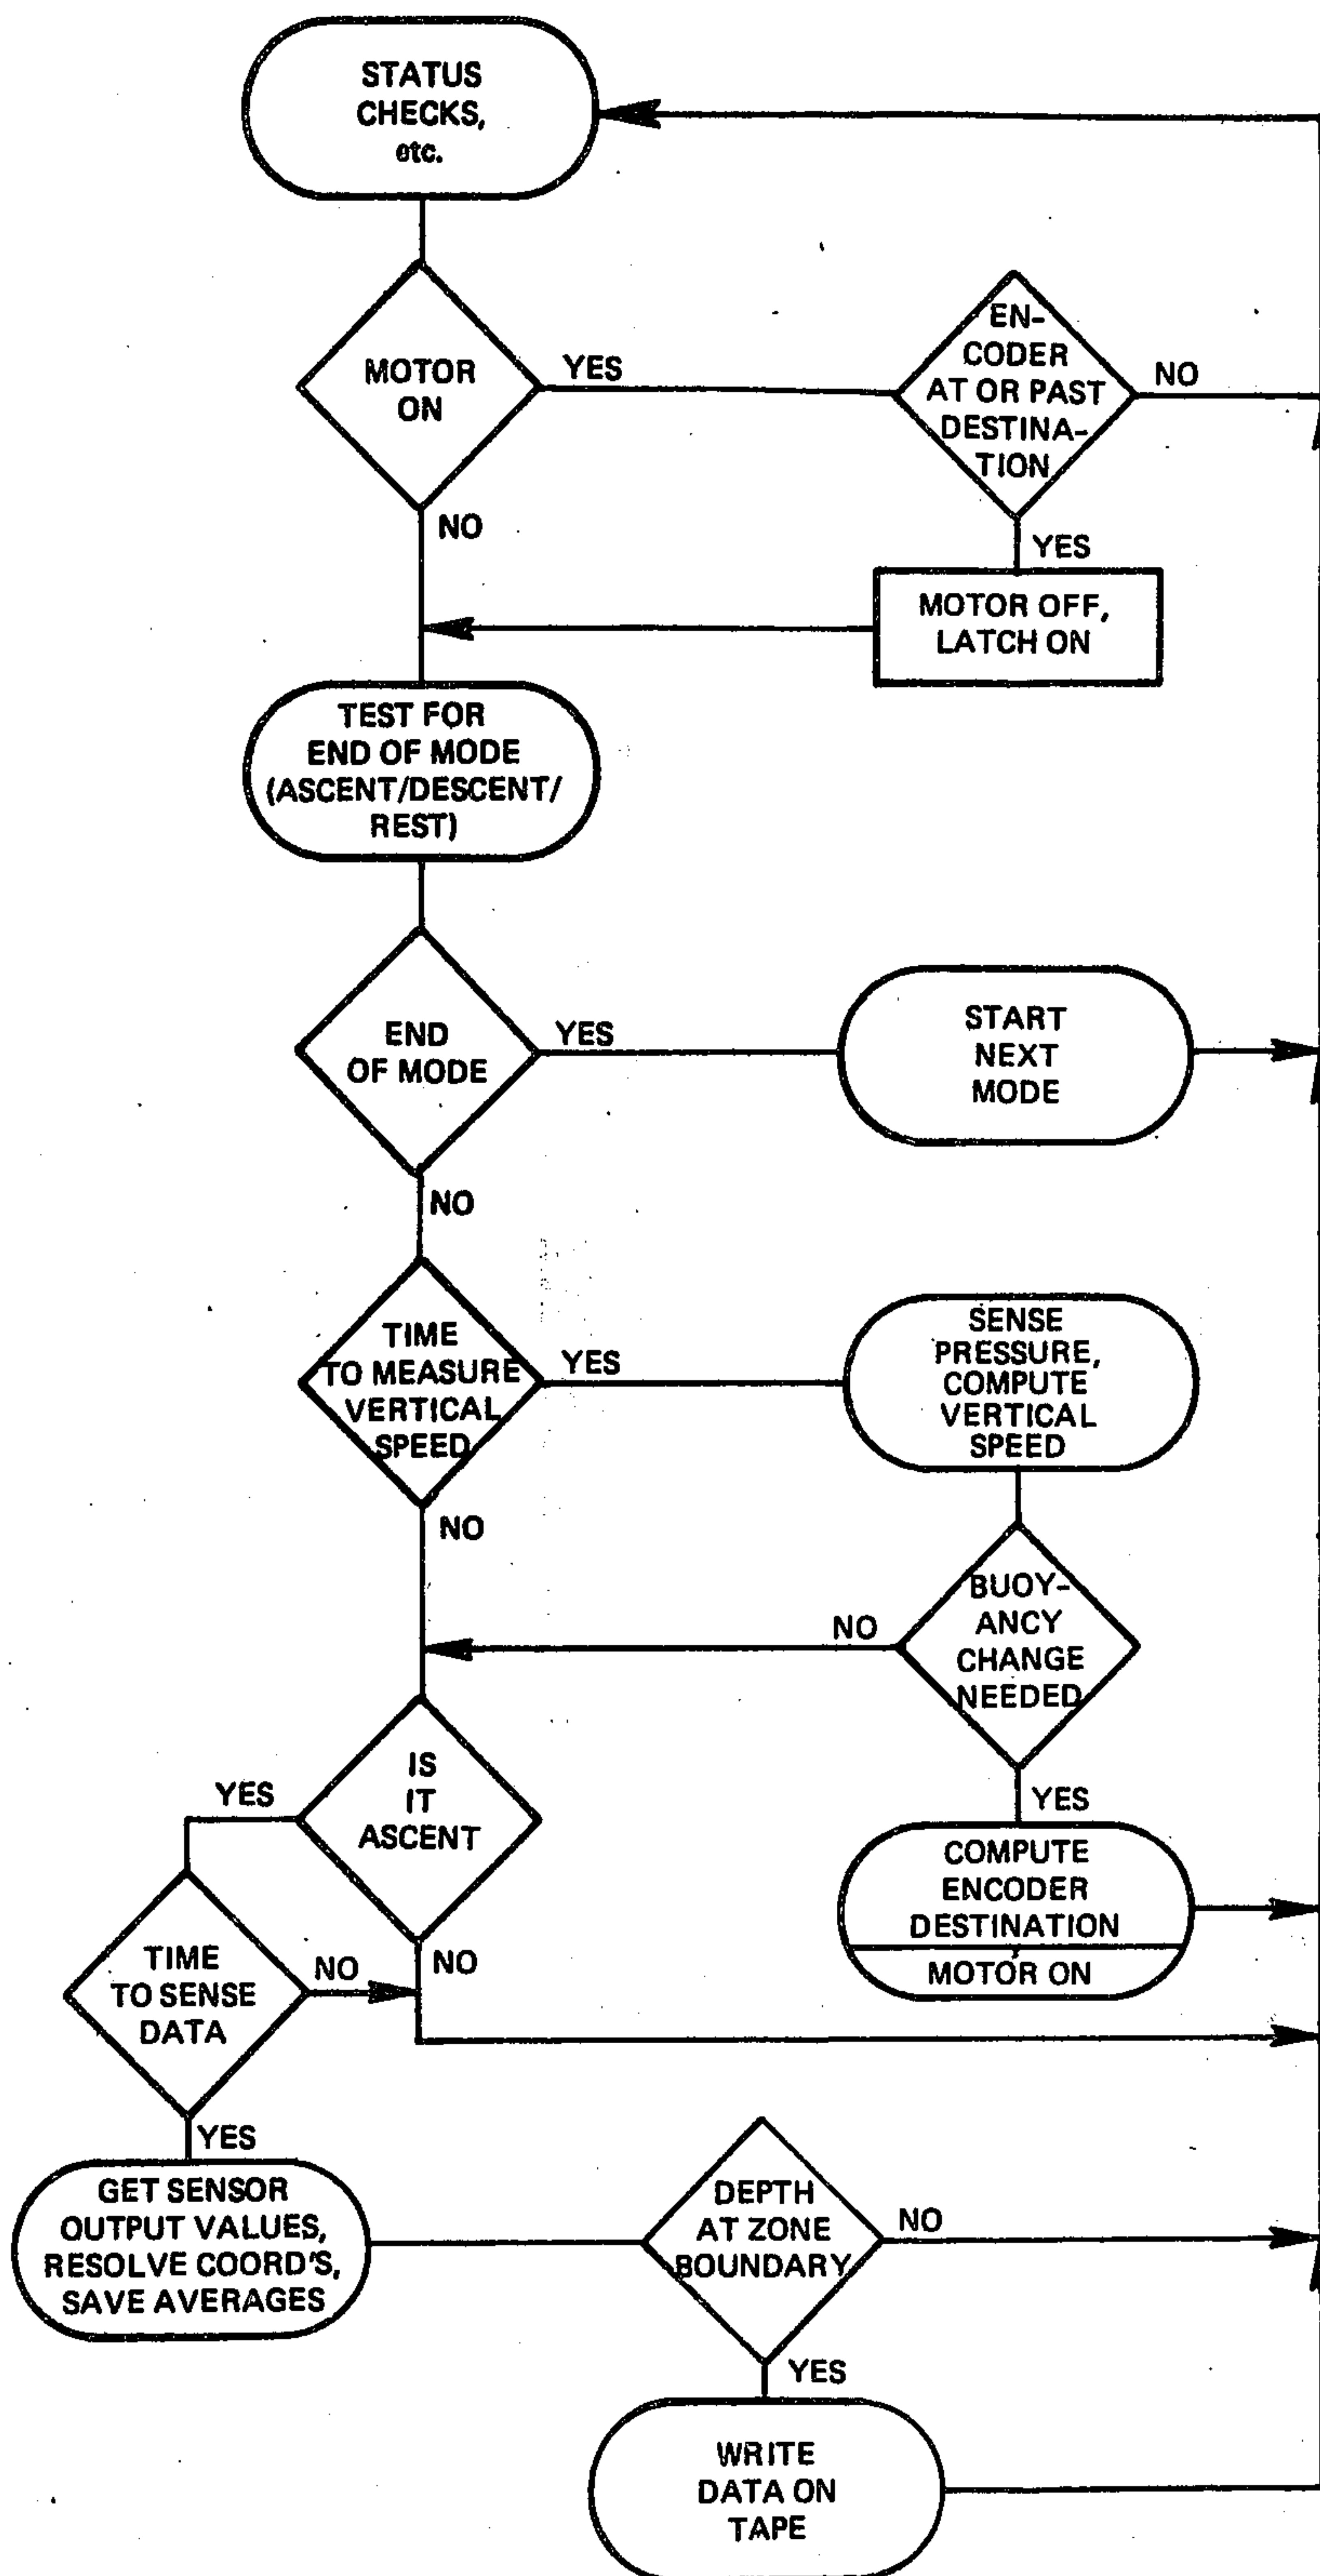 STATUS
CHECKS,
etc.
MOTOR
ON
YES
EN-
CODER
AT OR PAST
DESTINA-
TION
NO
NO
YES
MOTOR OFF,
LATCH ON
TEST FOR
END OF MODE
(ASCENT/DESCENT/
REST)
END
OF MODE
YES
START
NEXT
MODE
NO
TIME
TO MEASURE
VERTICAL
SPEED
YES
SENSE
PRESSURE,
COMPUTE
VERTICAL
SPEED
NO
BUOY-
ANCY
CHANGE
NEEDED
NO
YES
IS
IT
ASCENT
YES
NO
COMPUTE
ENCODER
DESTINATION
MOTOR ON
TIME
TO SENSE
DATA
NO
YES
GET SENSOR
OUTPUT VALUES,
RESOLVE COORD'S,
SAVE AVERAGES
DEPTH
AT ZONE
BOUNDARY
NO
YES
WRITE
DATA ON
TAPE